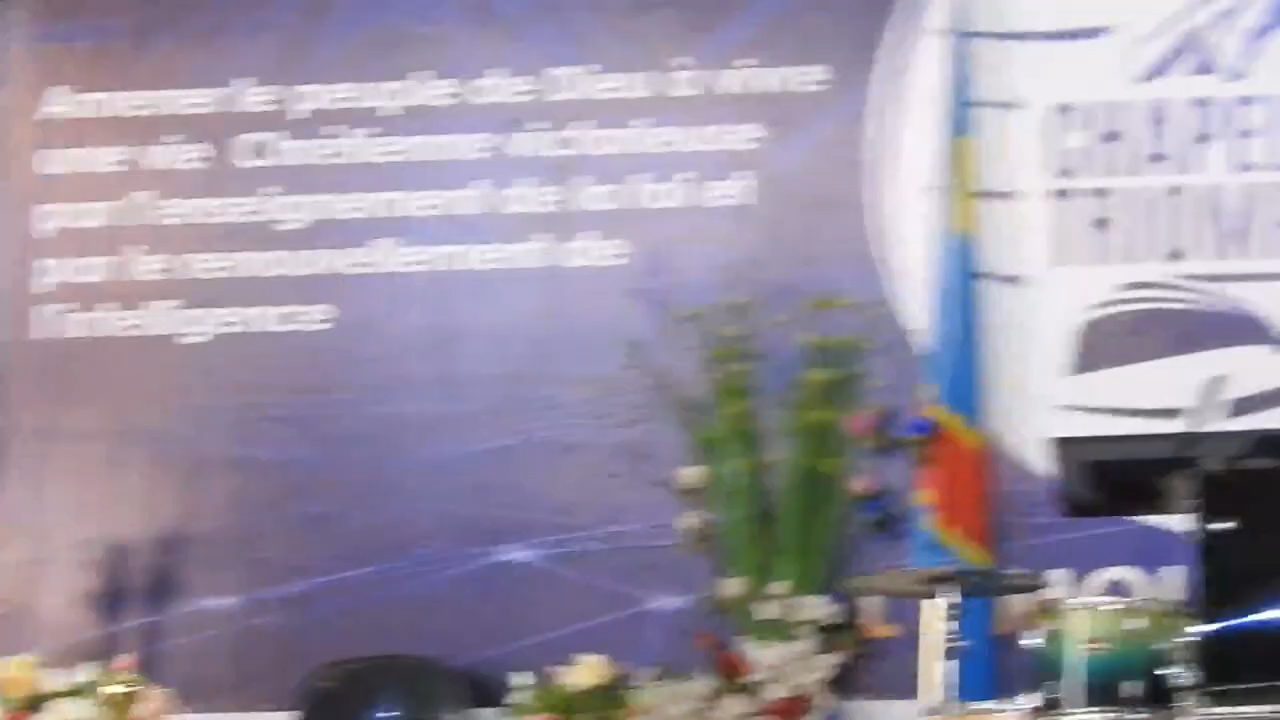 Amener le peuple de Dieu à vivre
une vie Chrétienne victorieuse
par l'enseignement de la foi et
par le renouvellement de
l'intelligence